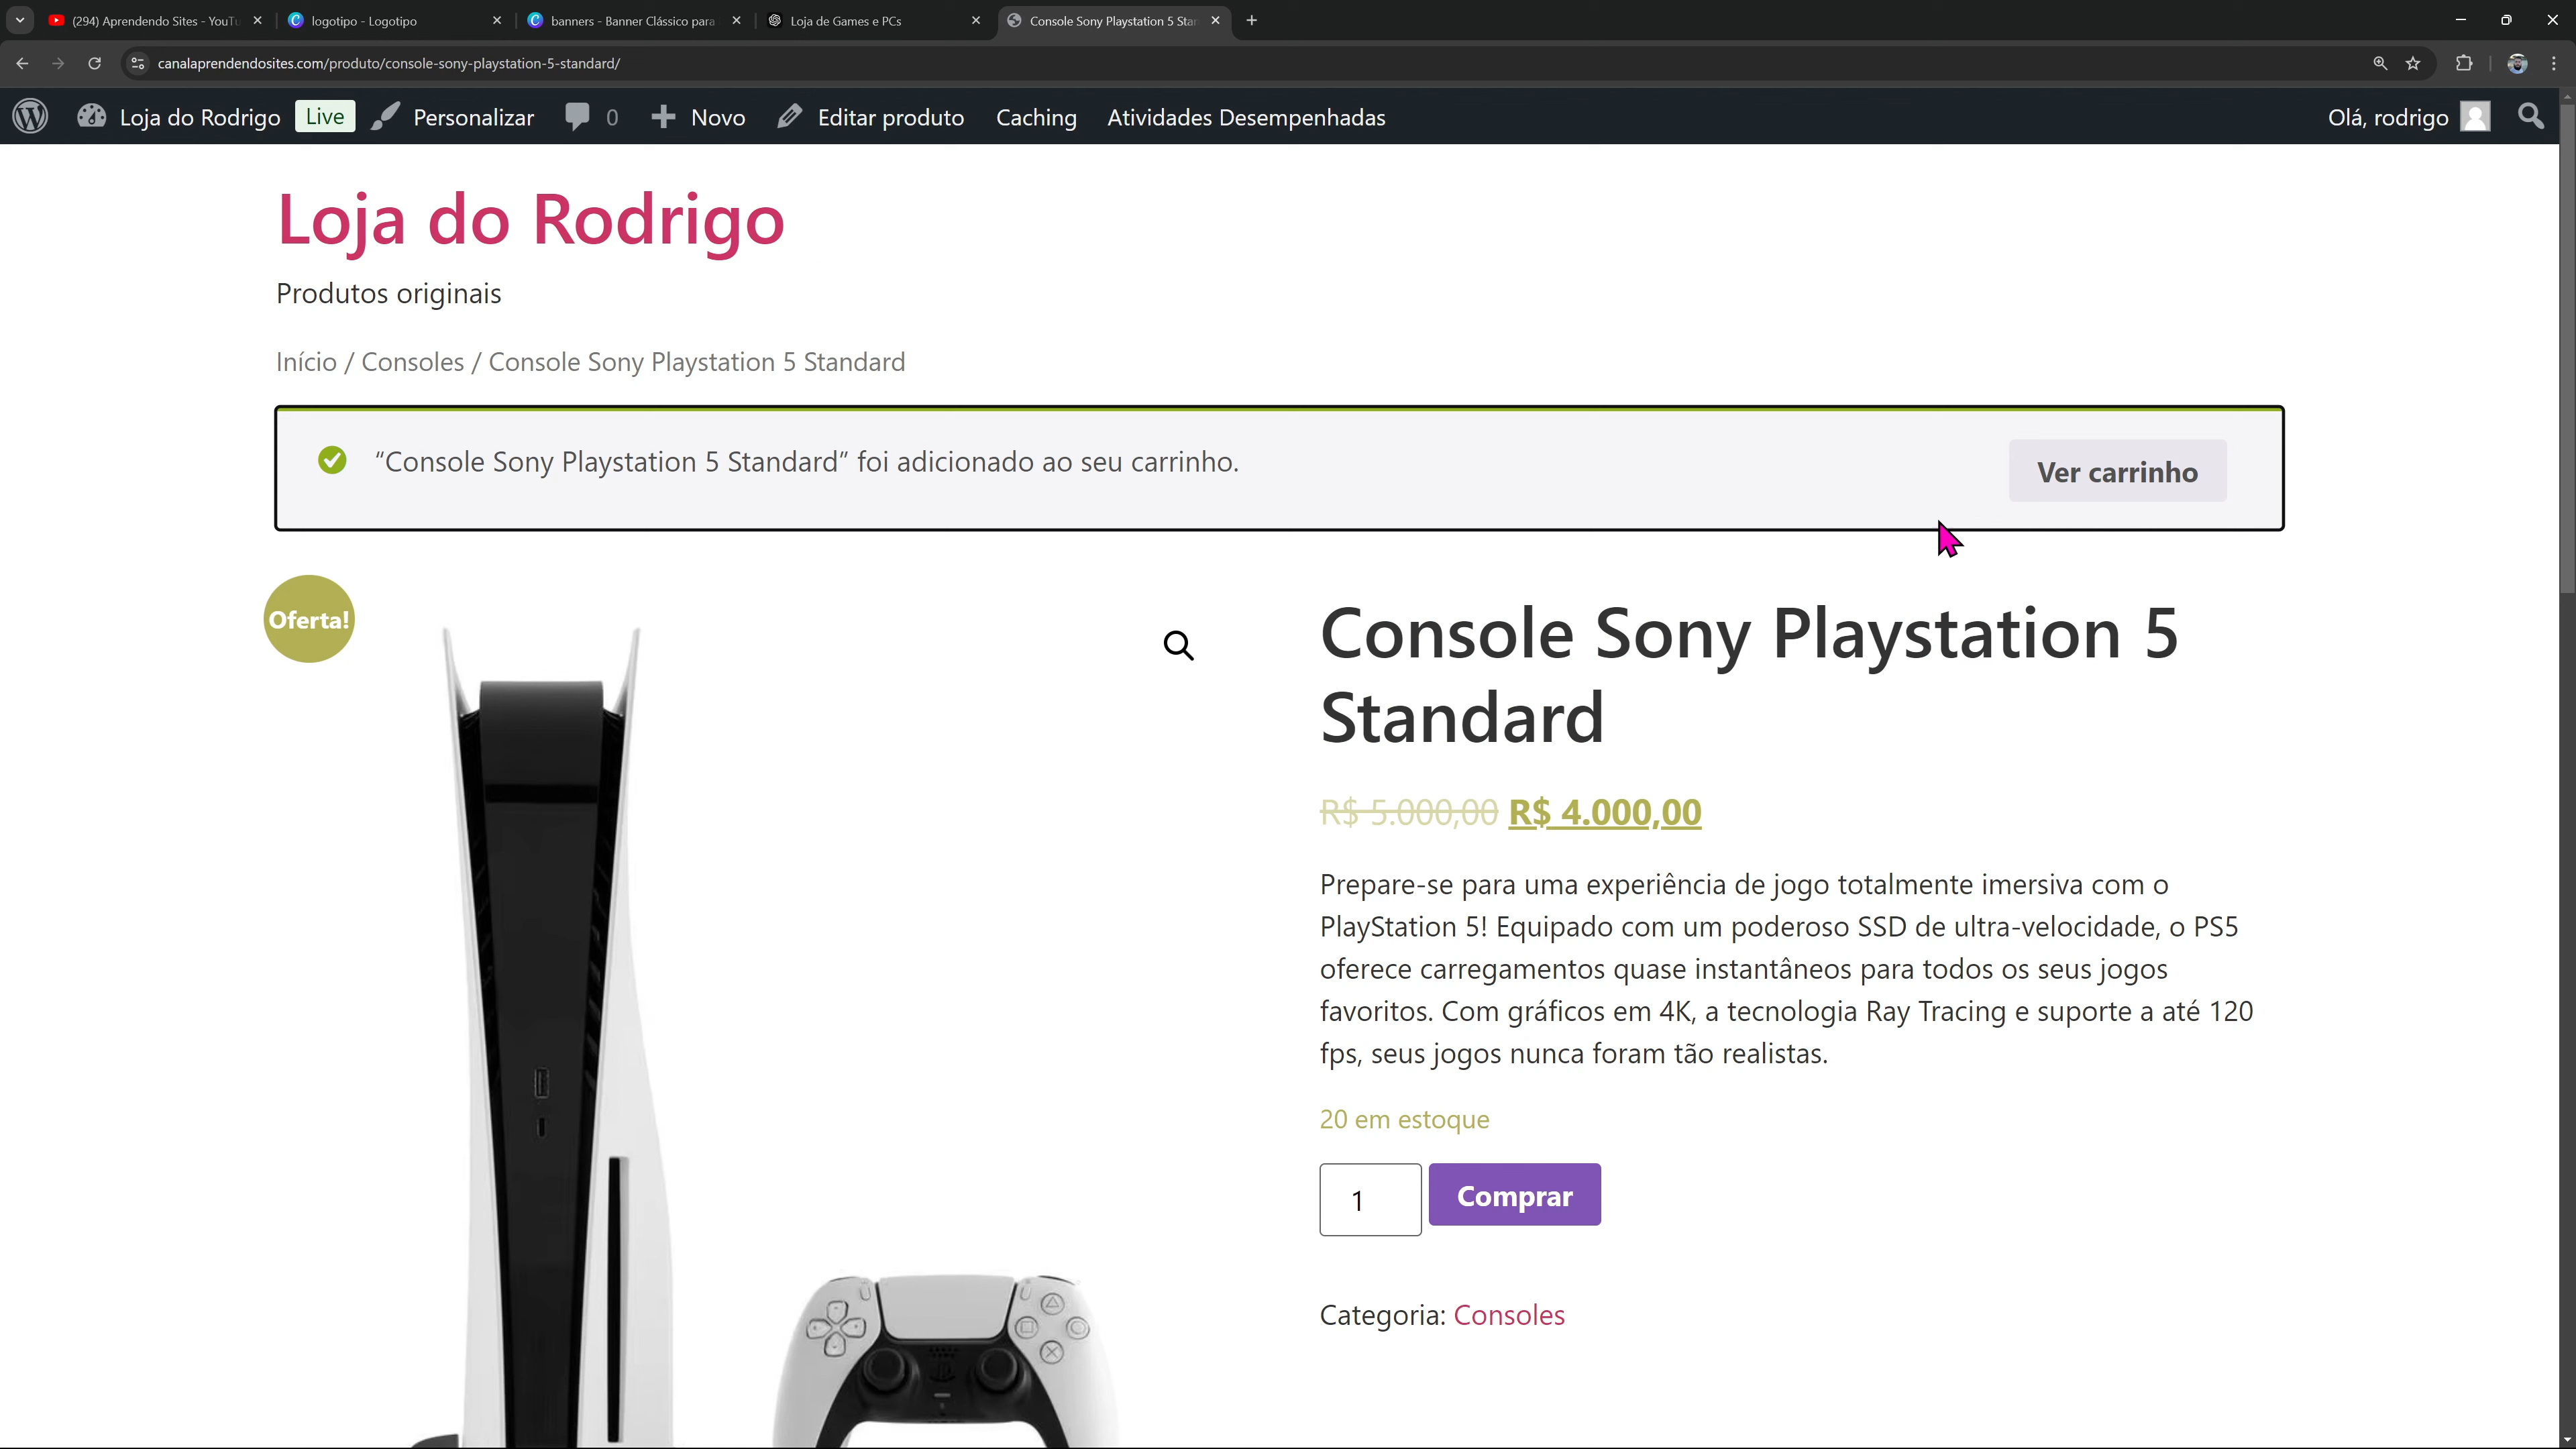 (294) Aprendendo Sites - YouTu
logotipo - Logotipo
banners - Banner Clássico para
Loja de Games e PCs
Console Sony Playstation 5 Stan
canalaprendendosites.com/produto/console-sony-playstation-5-standard/
Loja do Rodrigo Live Personalizar 0 Novo Editar produto Caching Atividades Desempenhadas Olá, rodrigo
Loja do Rodrigo
Produtos originais
Início / Consoles / Console Sony Playstation 5 Standard
“Console Sony Playstation 5 Standard” foi adicionado ao seu carrinho.
Ver carrinho
Oferta!
Console Sony Playstation 5
Standard
R$ 5.000,00 R$ 4.000,00
Prepare-se para uma experiência de jogo totalmente imersiva com o
PlayStation 5! Equipado com um poderoso SSD de ultra-velocidade, o PS5
oferece carregamentos quase instantâneos para todos os seus jogos
favoritos. Com gráficos em 4K, a tecnologia Ray Tracing e suporte a até 120
fps, seus jogos nunca foram tão realistas.
20 em estoque
1
Comprar
Categoria: Consoles